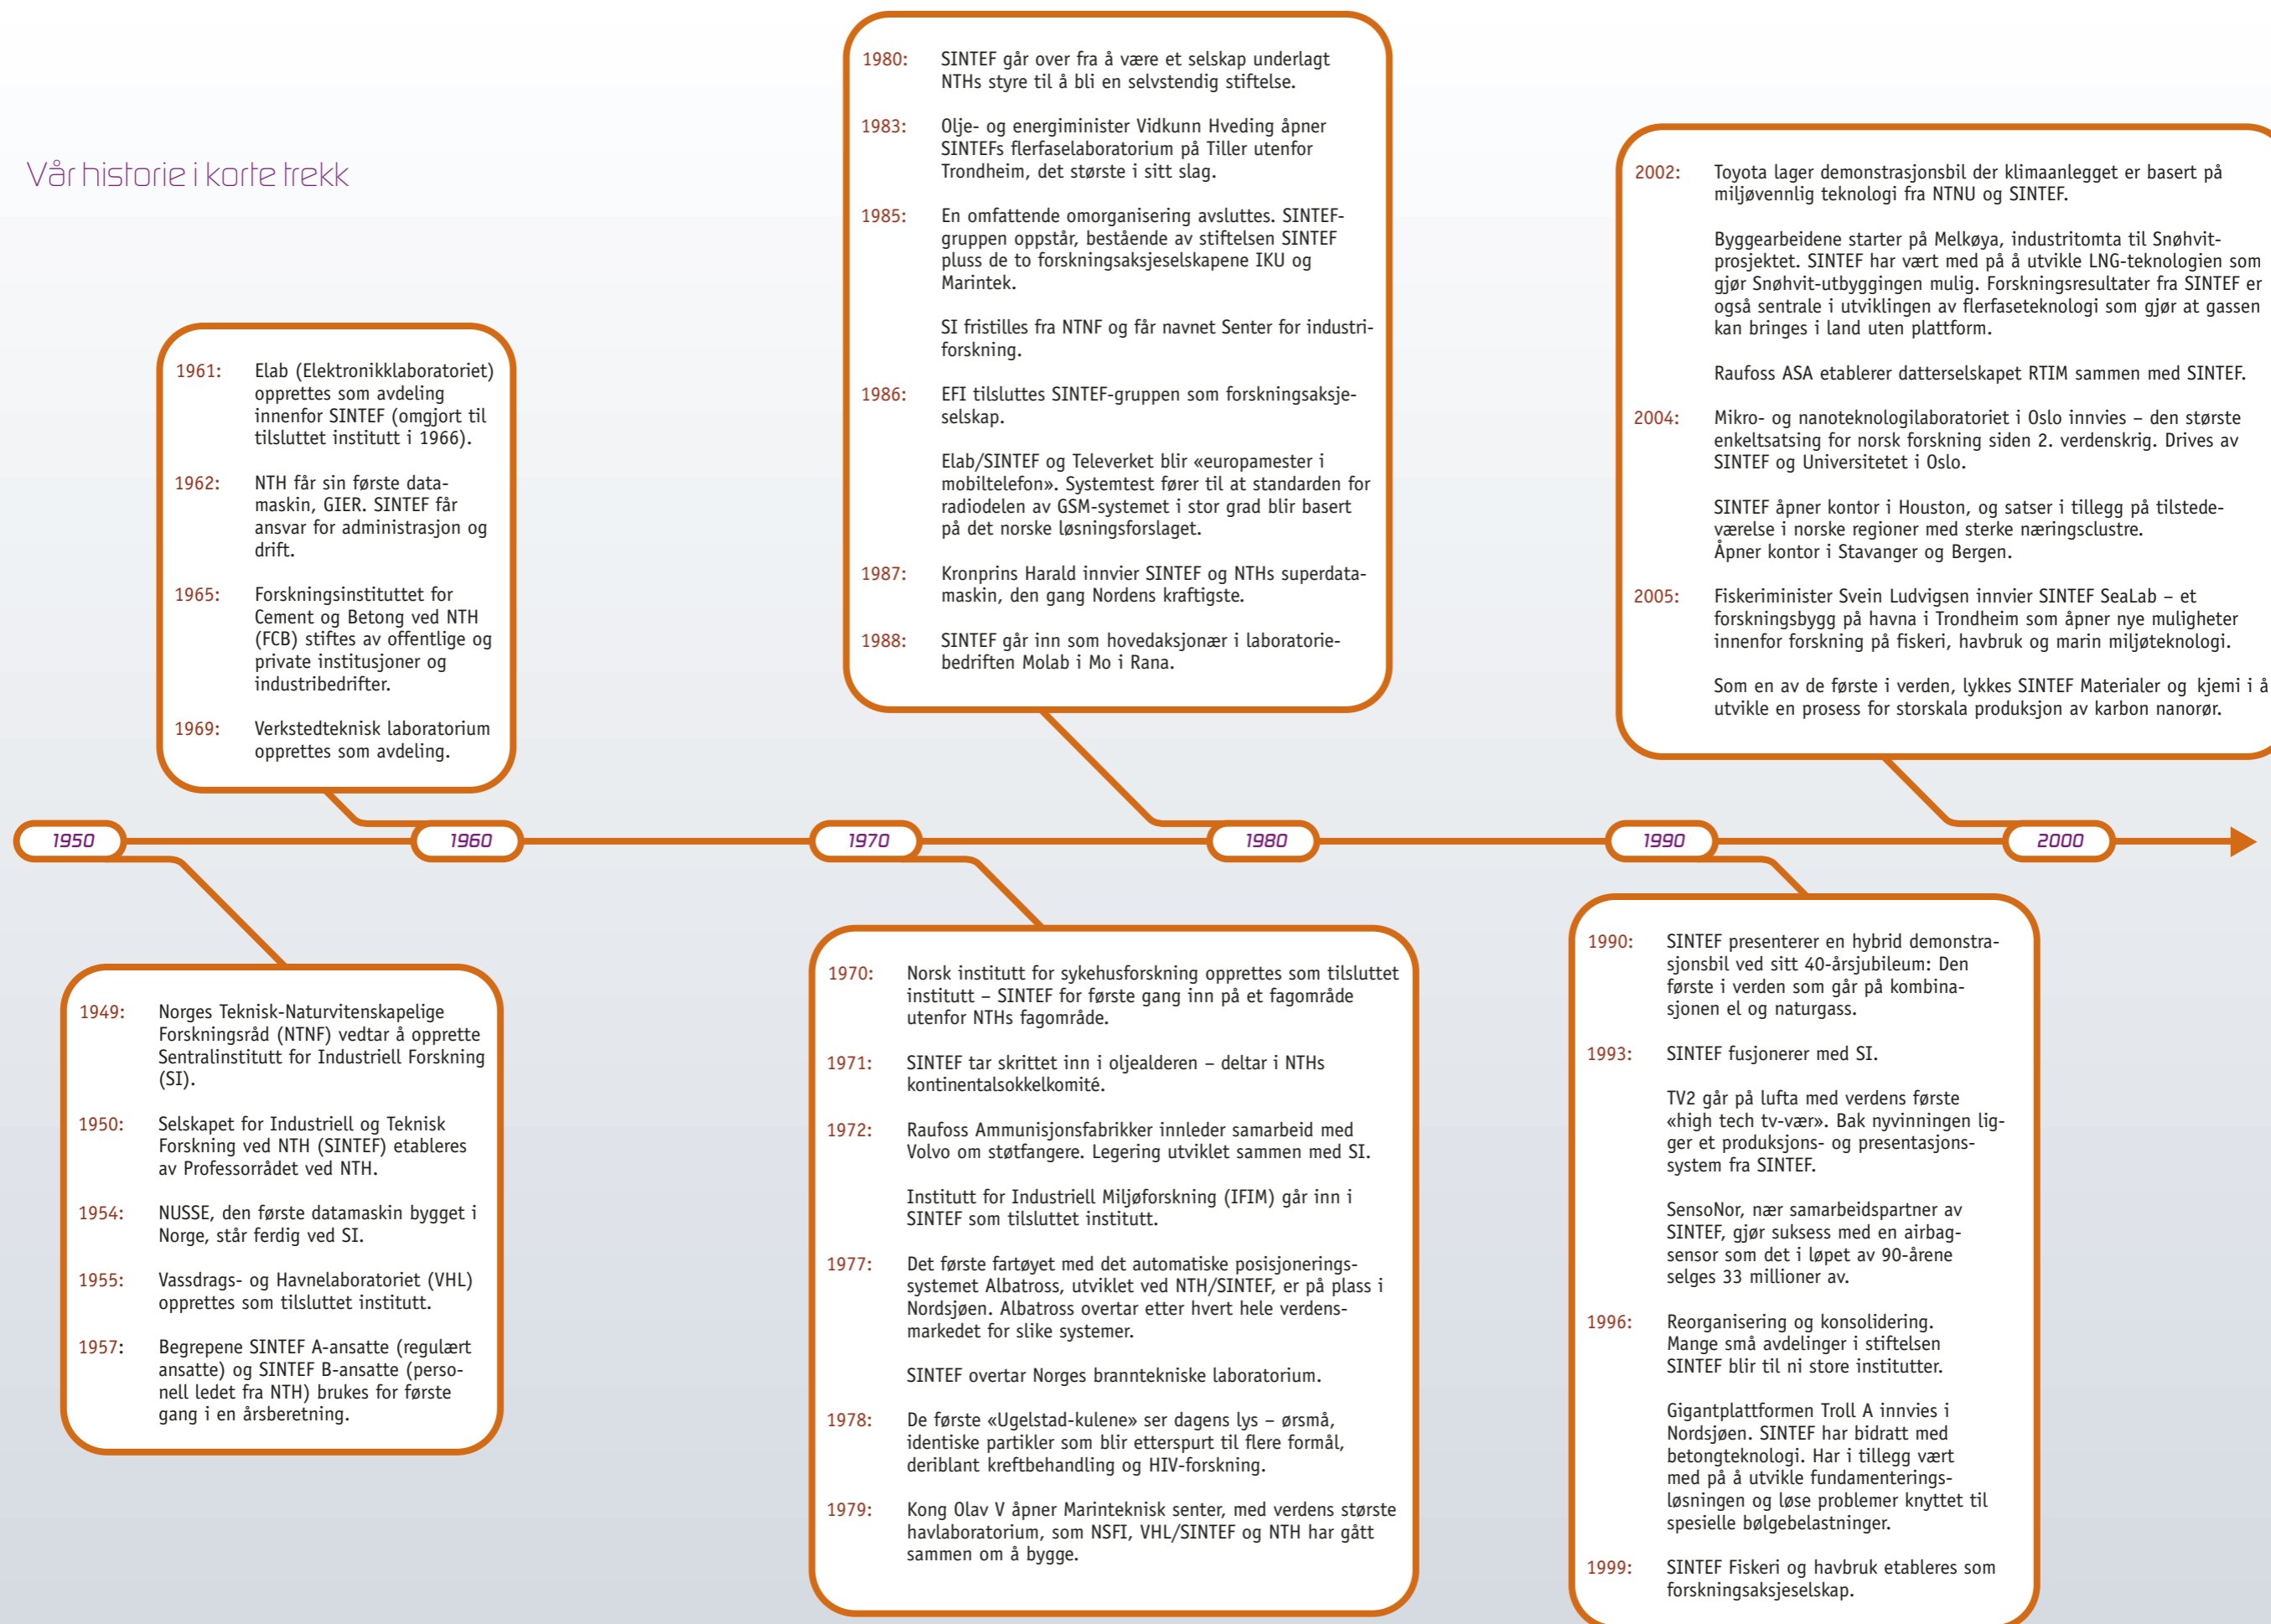 Vår historie i korte trekk
1961: Elab (Elektronikklaboratoriet)
opprettes som avdeling
innenfor SINTEF (omgjort til
tilsluttet institutt i 1966).
1962: NTH får sin første data-
maskin, GIER. SINTEF får
ansvar for administrasjon og
drift.
1965: Forskningsinstituttet for
Cement og Betong ved NTH
(FCB) stiftes av offentlige og
private institusjoner og
industribedrifter.
1969: Verkstedteknisk laboratorium
opprettes som avdeling.
1980: SINTEF går over fra å være et selskap underlagt
NTHs styre til å bli en selvstendig stiftelse.
1983: Olje- og energiminister Vidkunn Hveding åpner
SINTEFs flerfaselaboratorium på Tiller utenfor
Trondheim, det største i sitt slag.
1985: En omfattende omorganisering avsluttes. SINTEF-
gruppen oppstår, bestående av stiftelsen SINTEF
pluss de to forskningsaksjeselskapene IKU og
Marintek.
SI fristilles fra NTNF og får navnet Senter for industri-
forskning.
1986: EFI tilsluttes SINTEF-gruppen som forskningsaksje-
selskap.
Elab/SINTEF og Televerket blir «europamester i
mobiltelefon». Systemtest fører til at standarden for
radiodelen av GSM-systemet i stor grad blir basert
på det norske løsningsforslaget.
1987: Kronprins Harald innvier SINTEF og NTHs superdata-
maskin, den gang Nordens kraftigste.
1988: SINTEF går inn som hovedaksjonær i laboratorie-
bedriften Molab i Mo i Rana.
2002: Toyota lager demonstrasjonsbil der klimaanlegget er basert på
miljøvennlig teknologi fra NTNU og SINTEF.
Byggearbeidene starter på Melkøya, industritomta til Snøhvit-
prosjektet. SINTEF har vært med på å utvikle LNG-teknologien som
gjør Snøhvit-utbyggingen mulig. Forskningsresultater fra SINTEF er
også sentrale i utviklingen av flerfaseteknologi som gjør at gassen
kan bringes i land uten plattform.
Raufoss ASA etablerer datterselskapet RTIM sammen med SINTEF.
2004: Mikro- og nanoteknologilaboratoriet i Oslo innvies – den største
enkeltsatsing for norsk forskning siden 2. verdenskrig. Drives av
SINTEF og Universitetet i Oslo.
SINTEF åpner kontor i Houston, og satser i tillegg på tilstede-
værelse i norske regioner med sterke næringsclustre.
Åpner kontor i Stavanger og Bergen.
2005: Fiskeriminister Svein Ludvigsen innvier SINTEF SeaLab – et
forskningsbygg på havna i Trondheim som åpner nye muligheter
innenfor forskning på fiskeri, havbruk og marin miljøteknologi.
Som en av de første i verden, lykkes SINTEF Materialer og kjemi i å
utvikle en prosess for storskala produksjon av karbon nanorør.
1950 1960 1970 1980 1990 2000
1949: Norges Teknisk-Naturvitenskapelige
Forskningsråd (NTNF) vedtar å opprette
Sentralinstitutt for Industriell Forskning
(SI).
1950: Selskapet for Industriell og Teknisk
Forskning ved NTH (SINTEF) etableres
av Professorrådet ved NTH.
1954: NUSSE, den første datamaskin bygget i
Norge, står ferdig ved SI.
1955: Vassdrags- og Havnelaboratoriet (VHL)
opprettes som tilsluttet institutt.
1957: Begrepene SINTEF A-ansatte (regulært
ansatte) og SINTEF B-ansatte (perso-
nell ledet fra NTH) brukes for første
gang i en årsberetning.
1970: Norsk institutt for sykehusforskning opprettes som tilsluttet
institutt – SINTEF for første gang inn på et fagområde
utenfor NTHs fagområde.
1971: SINTEF tar skrittet inn i oljealderen – deltar i NTHs
kontinentalsokkelkomité.
1972: Raufoss Ammunisjonsfabrikker innleder samarbeid med
Volvo om støtfangere. Legering utviklet sammen med SI.
Institutt for Industriell Miljøforskning (IFIM) går inn i
SINTEF som tilsluttet institutt.
1977: Det første fartøyet med det automatiske posisjonerings-
systemet Albatross, utviklet ved NTH/SINTEF, er på plass i
Nordsjøen. Albatross overtar etter hvert hele verdens-
markedet for slike systemer.
SINTEF overtar Norges branntekniske laboratorium.
1978: De første «Ugelstad-kulene» ser dagens lys – ørsmå,
identiske partikler som blir etterspurt til flere formål,
deriblant kreftbehandling og HIV-forskning.
1979: Kong Olav V åpner Marinteknisk senter, med verdens største
havlaboratorium, som NSFI, VHL/SINTEF og NTH har gått
sammen om å bygge.
1990: SINTEF presenterer en hybrid demonstra-
sjonsbil ved sitt 40-årsjubileum: Den
første i verden som går på kombina-
sjonen el og naturgass.
1993: SINTEF fusjonerer med SI.
TV2 går på lufta med verdens første
«high tech tv-vær». Bak nyvinningen lig-
ger et produksjons- og presentasjons-
system fra SINTEF.
SensoNor, nær samarbeidspartner av
SINTEF, gjør suksess med en airbag-
sensor som det i løpet av 90-årene
selges 33 millioner av.
1996: Reorganisering og konsolidering.
Mange små avdelinger i stiftelsen
SINTEF blir til ni store institutter.
Gigantplattformen Troll A innvies i
Nordsjøen. SINTEF har bidratt med
betongteknologi. Har i tillegg vært
med på å utvikle fundamenterings-
løsningen og løse problemer knyttet til
spesielle bølgebelastninger.
1999: SINTEF Fiskeri og havbruk etableres som
forskningsaksjeselskap.